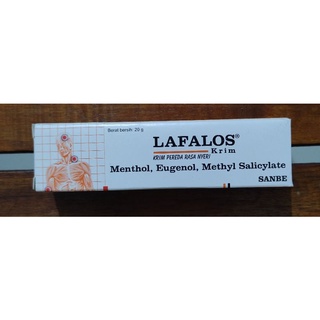 Berat bersih: 20 g
LAFALOS®
Krim
KRIM PEREDA RASA NYERI
Menthol, Eugenol, Methyl Salicylate
SANBE